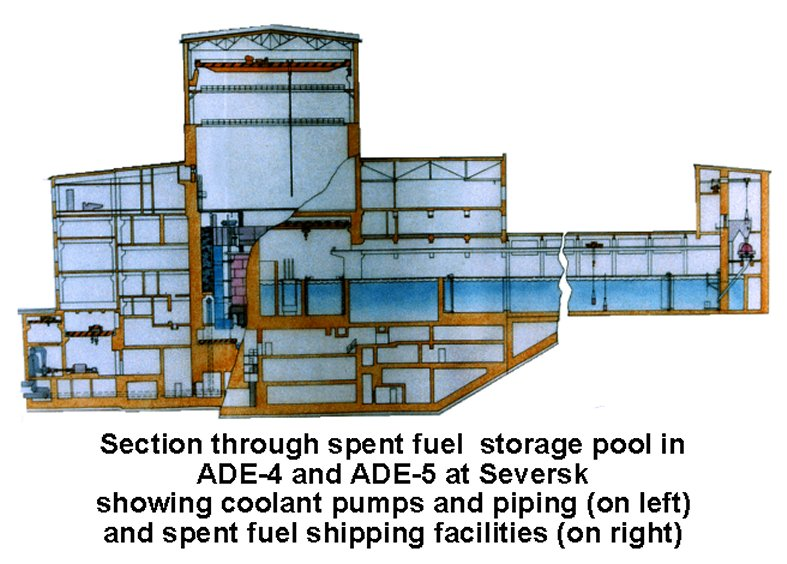 Section through spent fuel storage pool in
ADE-4 and ADE-5 at Seversk
showing coolant pumps and piping (on left)
and spent fuel shipping facilities (on right)